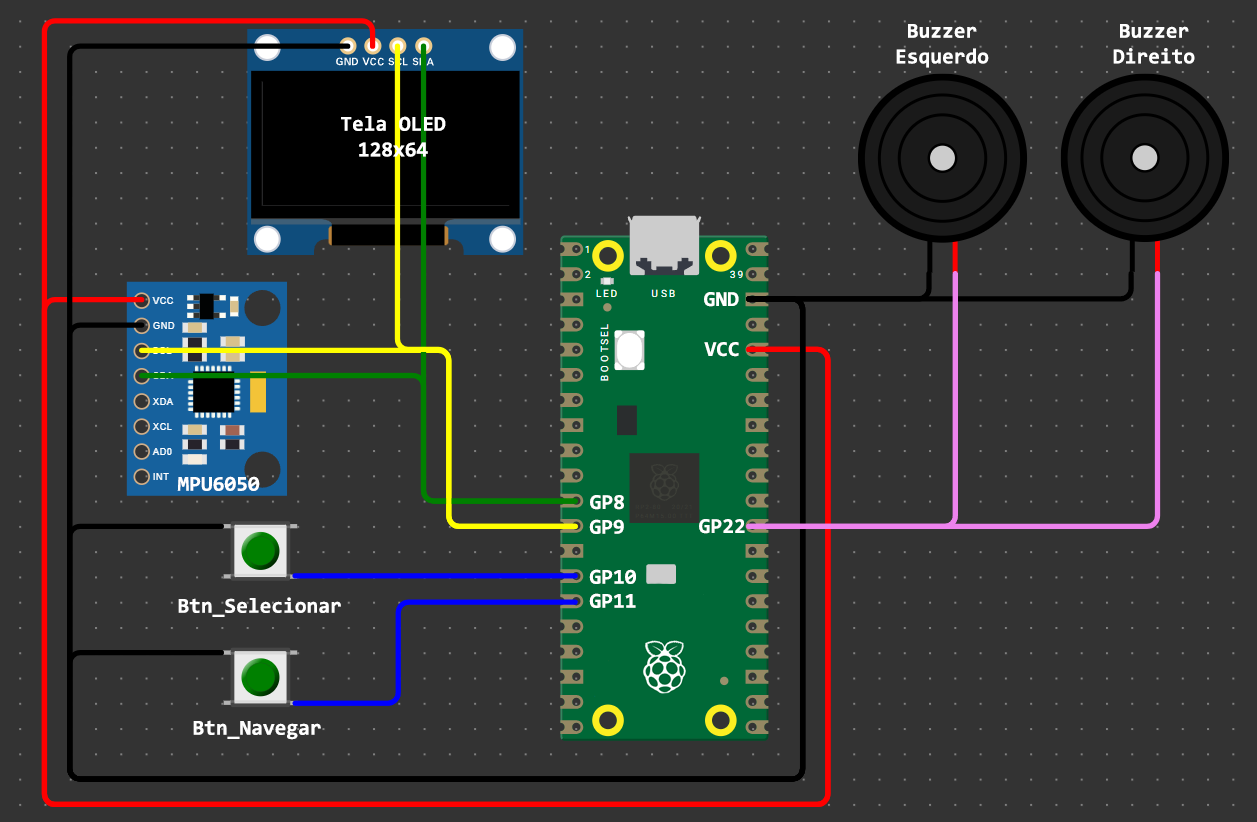 Buzzer
Esquerdo
Buzzer
Direito
GND VCC SCL SDA
Tela OLED
128x64
1
2
39
LED
USB
GND
BOOTSEL
VCC
VCC
GND
SCL
SDA
XDA
XCL
AD0
INT
MPU6050
GP8
GP9
GP22
GP10
GP11
Btn_Selecionar
Btn_Navegar